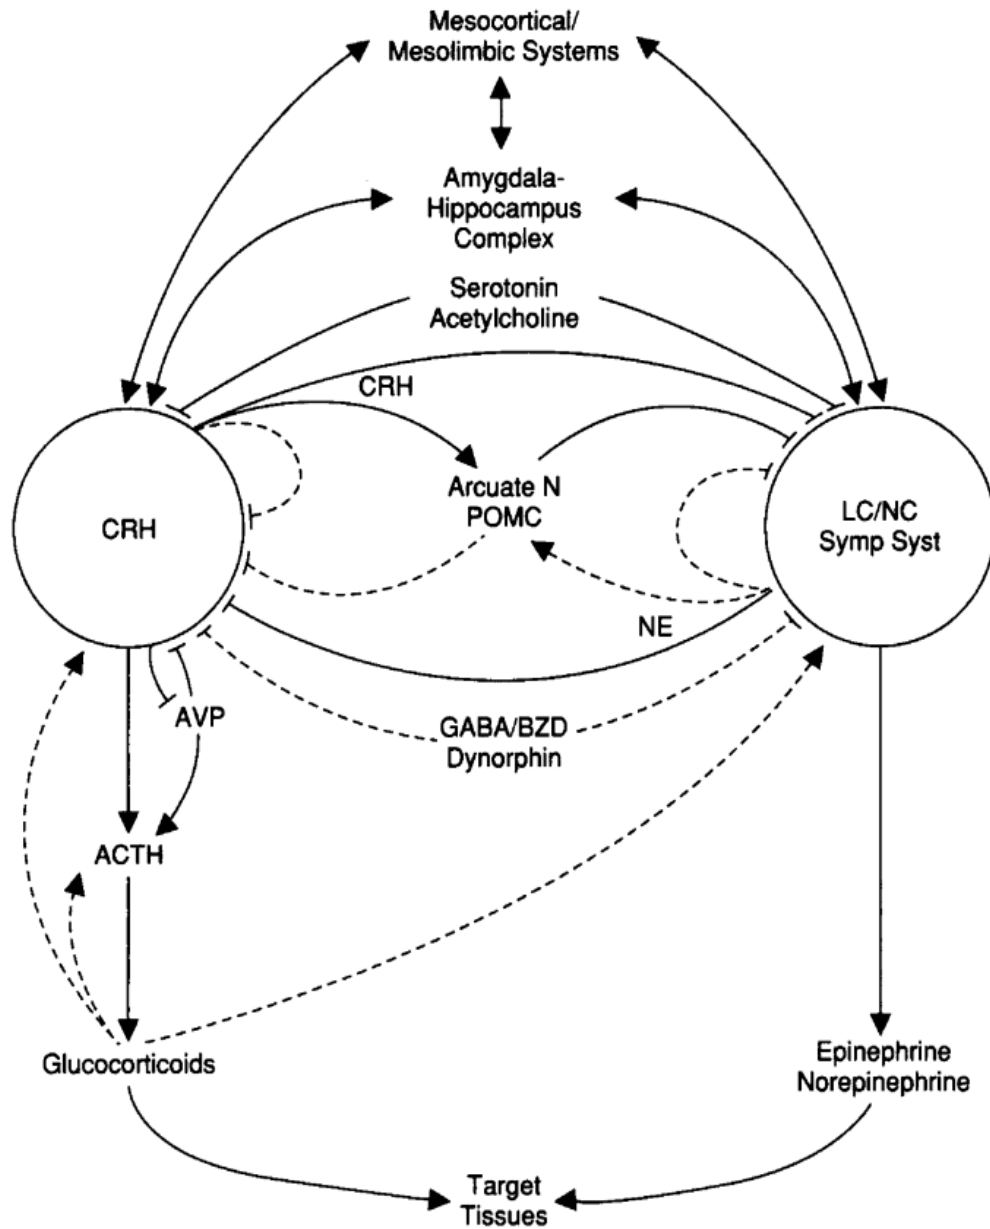 Mesocortical/
Mesolimbic Systems
Amygdala-
Hippocampus
Complex
Serotonin
Acetylcholine
CRH
Arcuate N
POMC
CRH
LC/NC
Symp Syst
NE
AVP
GABA/BZD
Dynorphin
ACTH
Glucocorticoids
Epinephrine
Norepinephrine
Target
Tissues